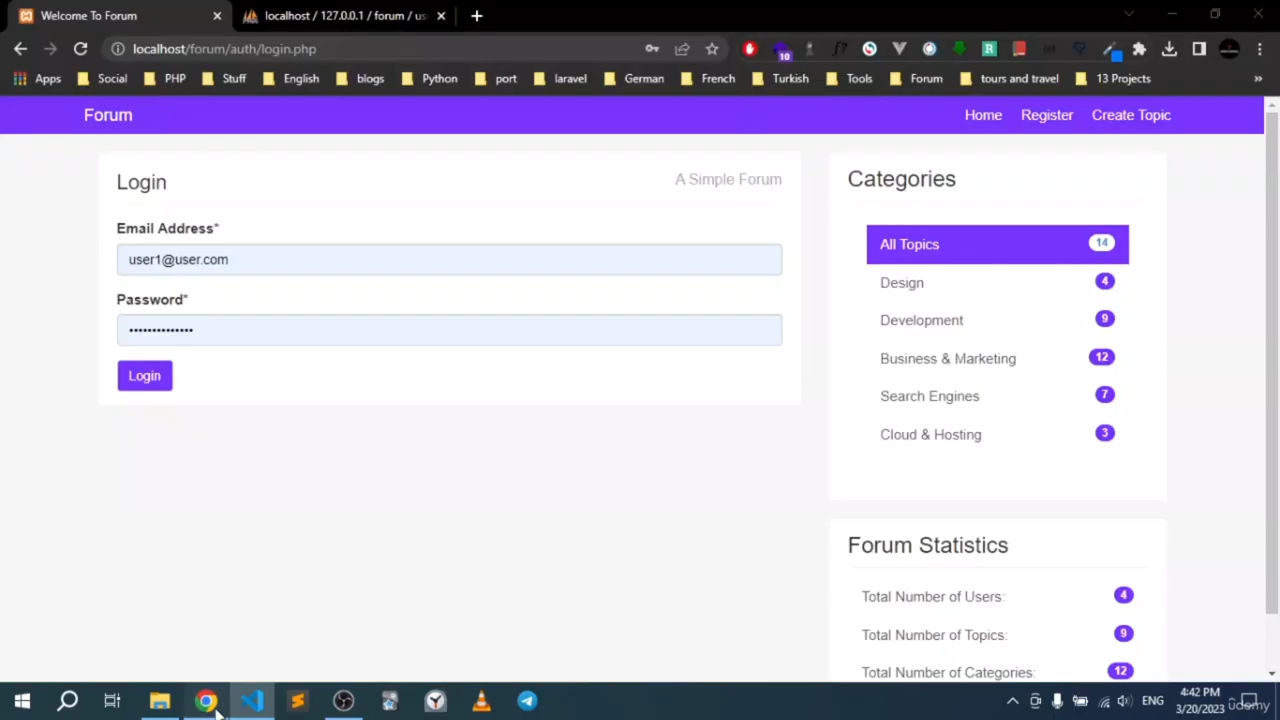 Welcome To Forum
localhost / 127.0.0.1 / forum / us
localhost/forum/auth/login.php
10
Apps Social PHP Stuff English blogs Python port laravel German French Turkish Tools Forum tours and travel 13 Projects »
Forum Home Register Create Topic
Login A Simple Forum
Email Address*
user1@user.com
Password*
••••••••••••••
Login
Categories
All Topics 14
Design 4
Development 9
Business & Marketing 12
Search Engines 7
Cloud & Hosting 3
Forum Statistics
Total Number of Users: 4
Total Number of Topics: 9
Total Number of Categories: 12
ENG
4:42 PM
3/20/2023
udemy